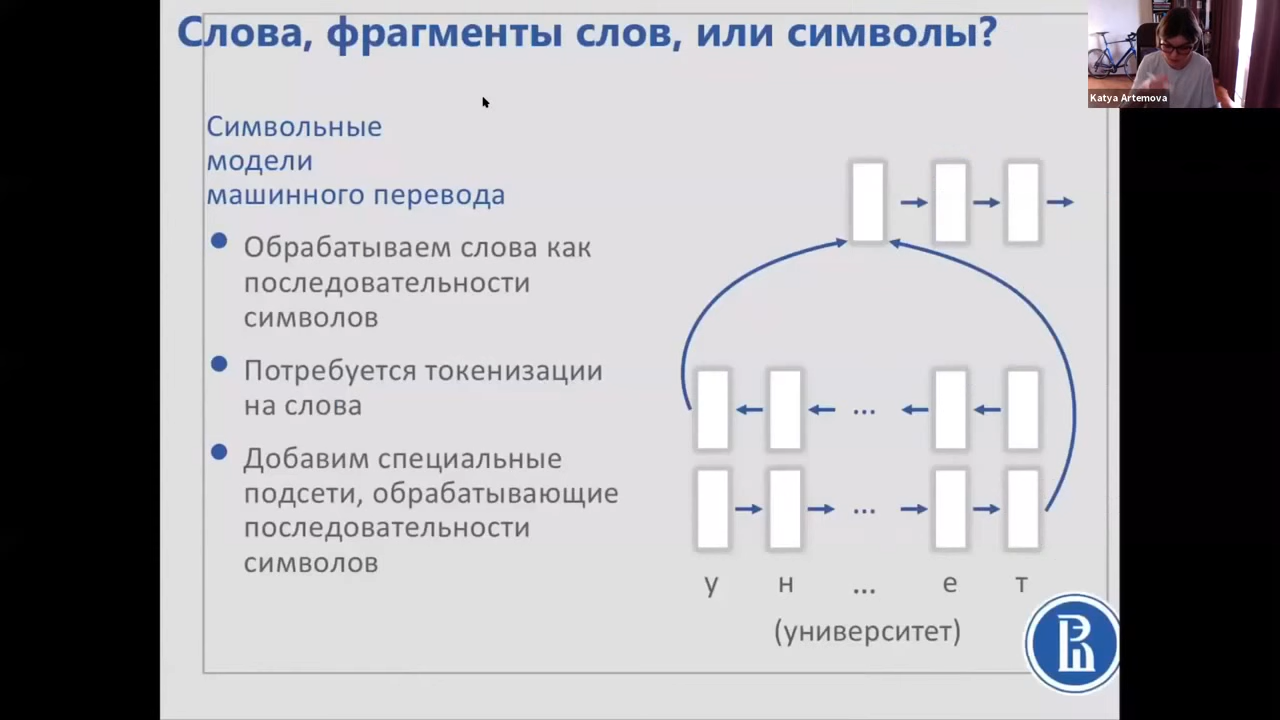 Слова, фрагменты слов, или символы?
Katya Artemova
Символьные
модели
машинного перевода
Обрабатываем слова как
последовательности
символов
Потребуется токенизации
на слова
Добавим специальные
подсети, обрабатывающие
последовательности
символов
...
...
у н ... е т
(университет)